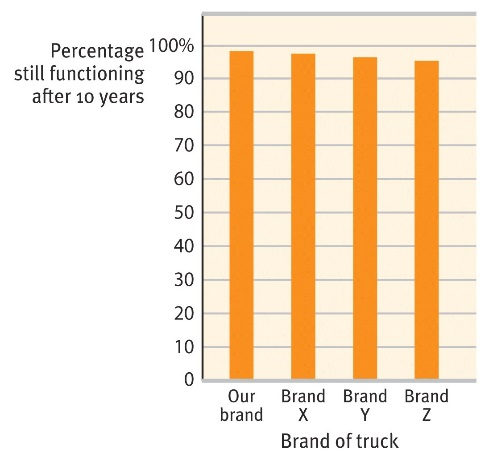 Percentage
still functioning
after 10 years
100%
90
80
70
60
50
40
30
20
10
0
Our
brand
Brand
X
Brand
Y
Brand
Z
Brand of truck